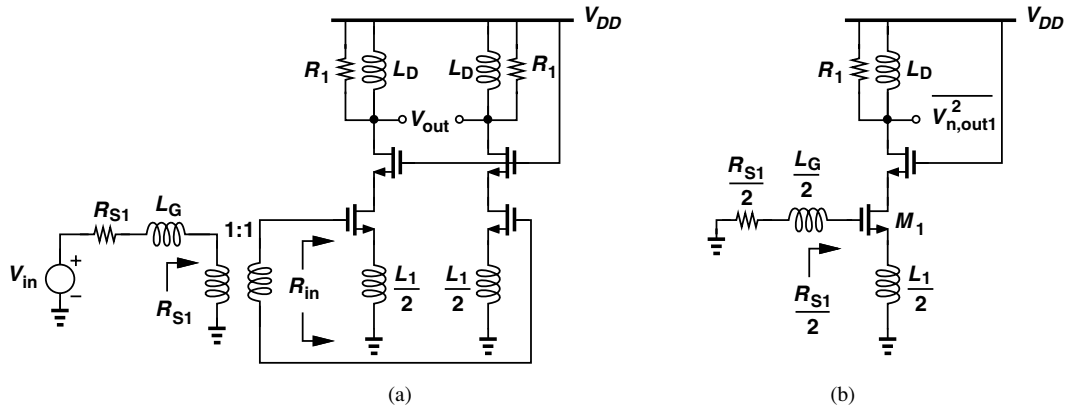 V_DD
R_1 L_D L_D R_1
V_out
R_S1 L_G
1:1
V_in
+
−
R_S1
R_in
L_1/2 L_1/2
(a)
V_DD
R_1 L_D
V²_n,out1
R_S1/2 L_G/2
M_1
R_S1/2 L_1/2
(b)